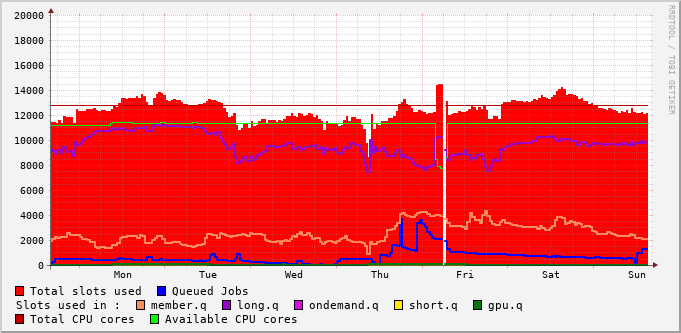 20000
18000
16000
14000
12000
10000
8000
6000
4000
2000
0
Mon Tue Wed Thu Fri Sat Sun
RRDTOOL / TOBI OETIKER
Total slots used Queued Jobs
Slots used in : member.q long.q ondemand.q short.q gpu.q
Total CPU cores Available CPU cores